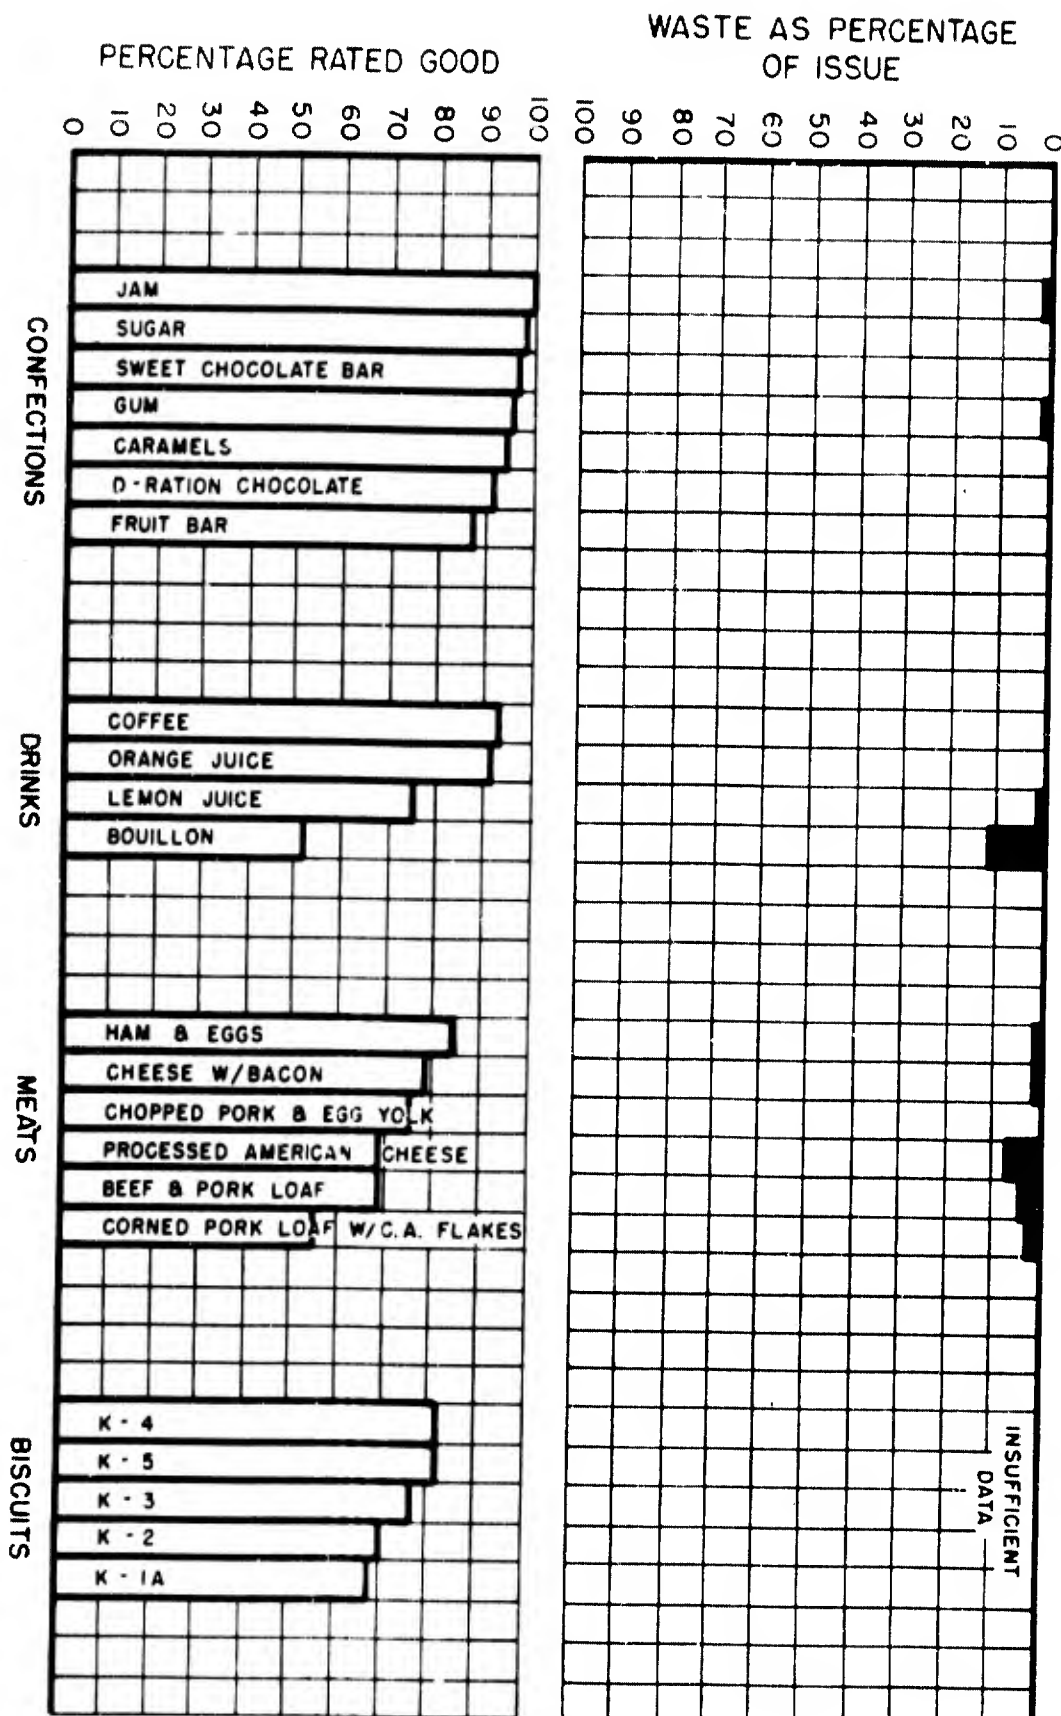 WASTE AS PERCENTAGE
OF ISSUE
PERCENTAGE RATED GOOD
0 10 20 30 40 50 60 70 80 90 100
100 90 80 70 60 50 40 30 20 10 0
CONFECTIONS
JAM
SUGAR
SWEET CHOCOLATE BAR
GUM
CARAMELS
D-RATION CHOCOLATE
FRUIT BAR
DRINKS
COFFEE
ORANGE JUICE
LEMON JUICE
BOUILLON
MEATS
HAM & EGGS
CHEESE W/BACON
CHOPPED PORK & EGG YOLK
PROCESSED AMERICAN CHEESE
BEEF & PORK LOAF
CORNED PORK LOAF W/C.A. FLAKES
BISCUITS
K-4
K-5
K-3
K-2
K-1A
INSUFFICIENT
DATA